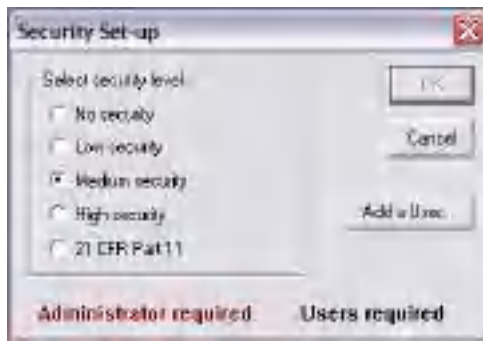 Security Set-up
Select security level
No security
Low security
Medium security
High security
21 CFR Part 11
OK
Cancel
Add a User
Administrator required
Users required